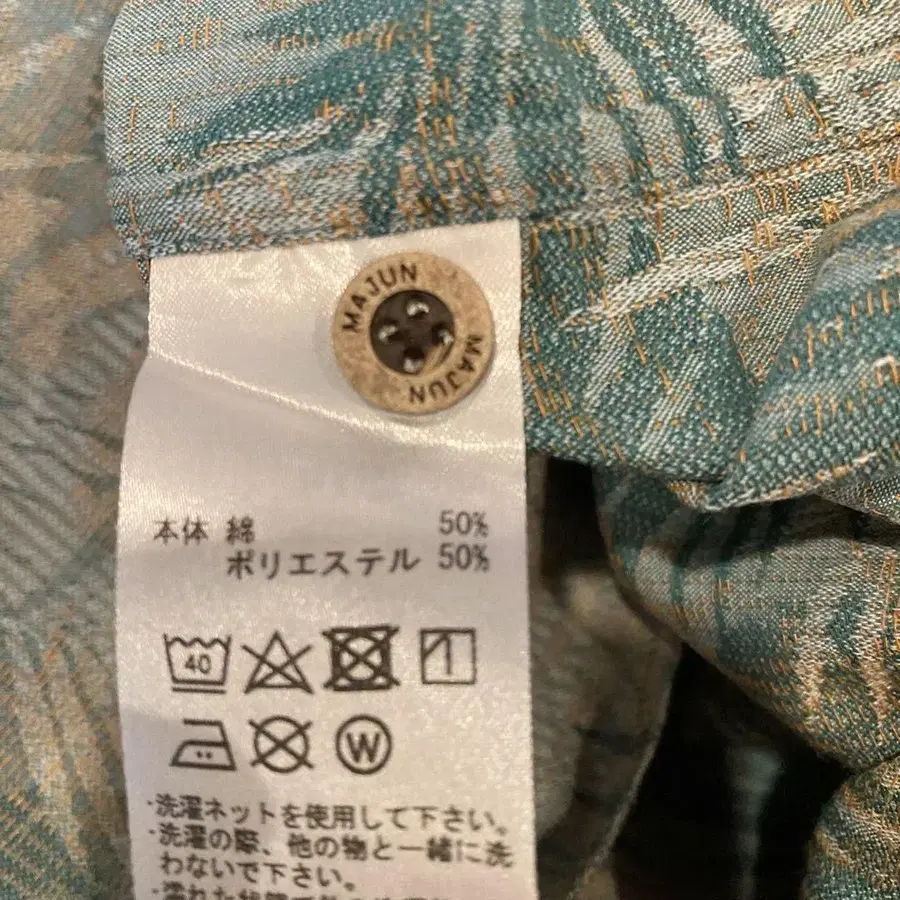 MAJUN
MAJUN
本体 綿 50%
ポリエステル 50%
40
W
・洗濯ネットを使用して下さい。
・洗濯の際、他の物と一緒に洗
わないで下さい。